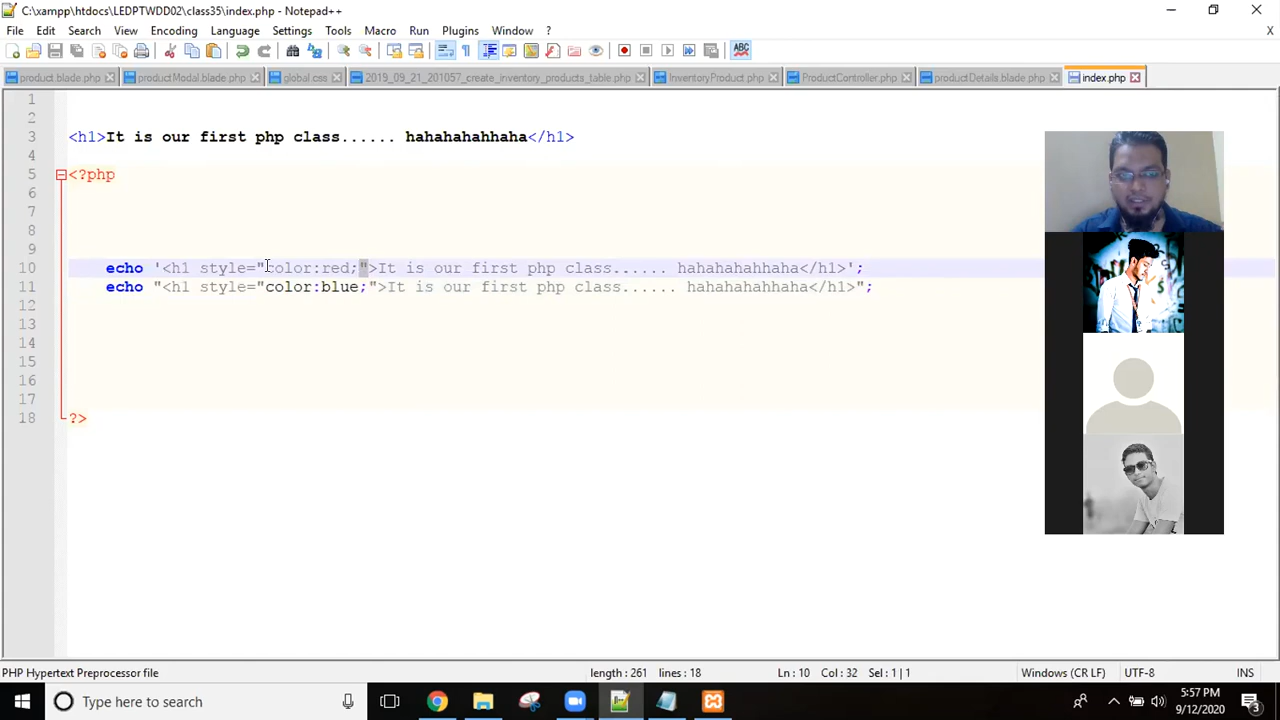 C:\xampp\htdocs\LEDPTWDD02\class35\index.php - Notepad++
File Edit Search View Encoding Language Settings Tools Macro Run Plugins Window ? X
product.blade.php productModal.blade.php global.css 2019_09_21_201057_create_inventory_products_table.php InventoryProduct.php ProductController.php productDetails.blade.php index.php
1
2
3 <h1>It is our first php class...... hahahahahhaha</h1>
4
5 <?php
6
7
8
9
10 echo '<h1 style="color:red;">It is our first php class...... hahahahahhaha</h1>';
11 echo "<h1 style="color:blue;">It is our first php class...... hahahahahhaha</h1>";
12
13
14
15
16
17
18 ?>
PHP Hypertext Preprocessor file length : 261 lines : 18 Ln : 10 Col : 32 Sel : 1 | 1 Windows (CR LF) UTF-8 INS
Type here to search 5:57 PM
9/12/2020 3